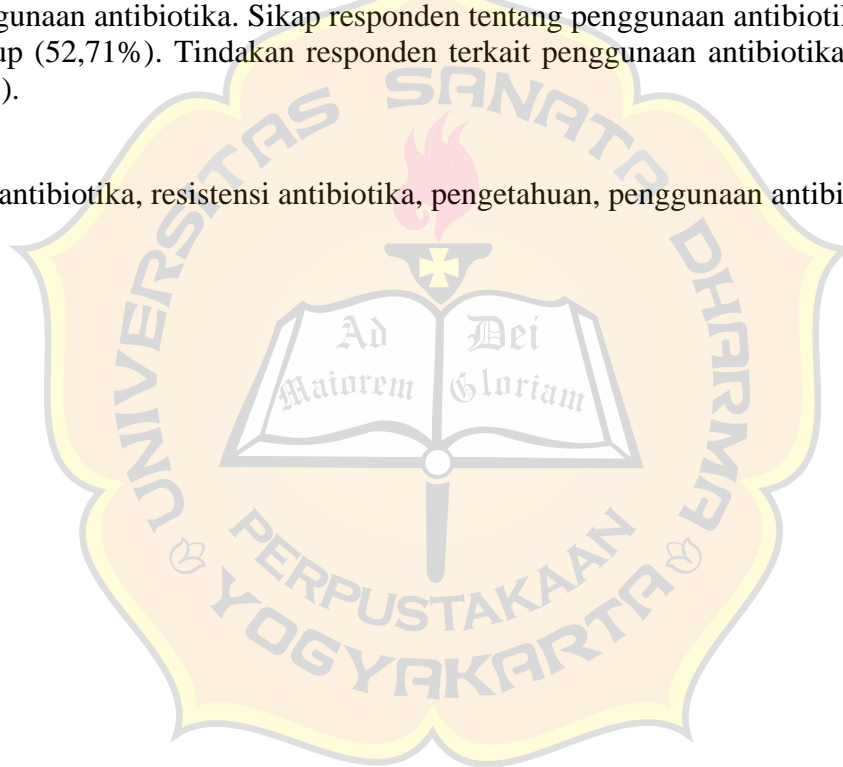 gunaan antibiotika. Sikap responden tentang penggunaan antibiotil
up (52,71%). Tindakan responden terkait penggunaan antibiotika
).
antibiotika, resistensi antibiotika, pengetahuan, penggunaan antibi
UNIVERSITAS SANATA DHARMA
Ad Dei
Maiorem Gloriam
PERPUSTAKAAN
YOGYAKARTA